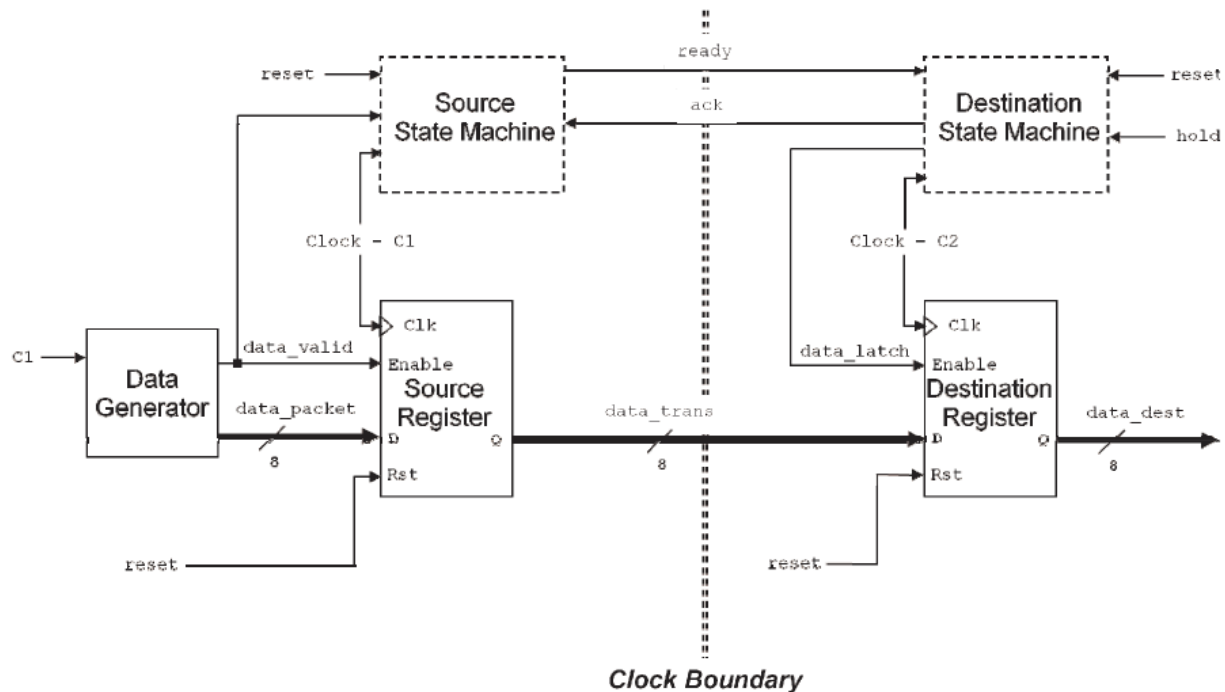 ready
reset
Source
State Machine
ack
Destination
State Machine
reset
hold
Clock - C1
Clock - C2
C1
Data
Generator
data_valid
data_packet
8
Clk
Enable
Source
Register
D
Q
Rst
reset
data_trans
8
data_latch
Clk
Enable
Destination
Register
D
Q
Rst
reset
data_dest
8
Clock Boundary